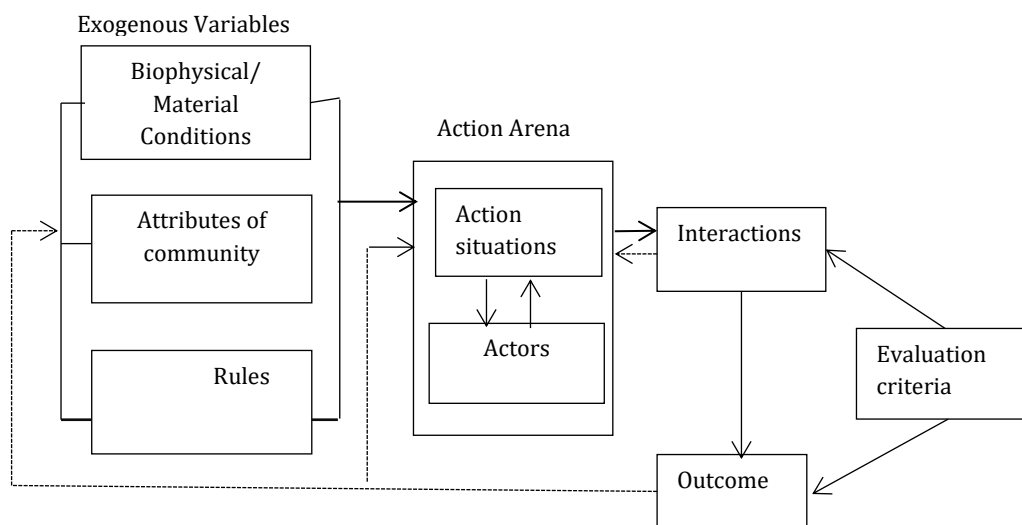 Exogenous Variables
Biophysical/
Material
Conditions
Attributes of
community
Rules
Action Arena
Action
situations
Actors
Interactions
Outcome
Evaluation
criteria